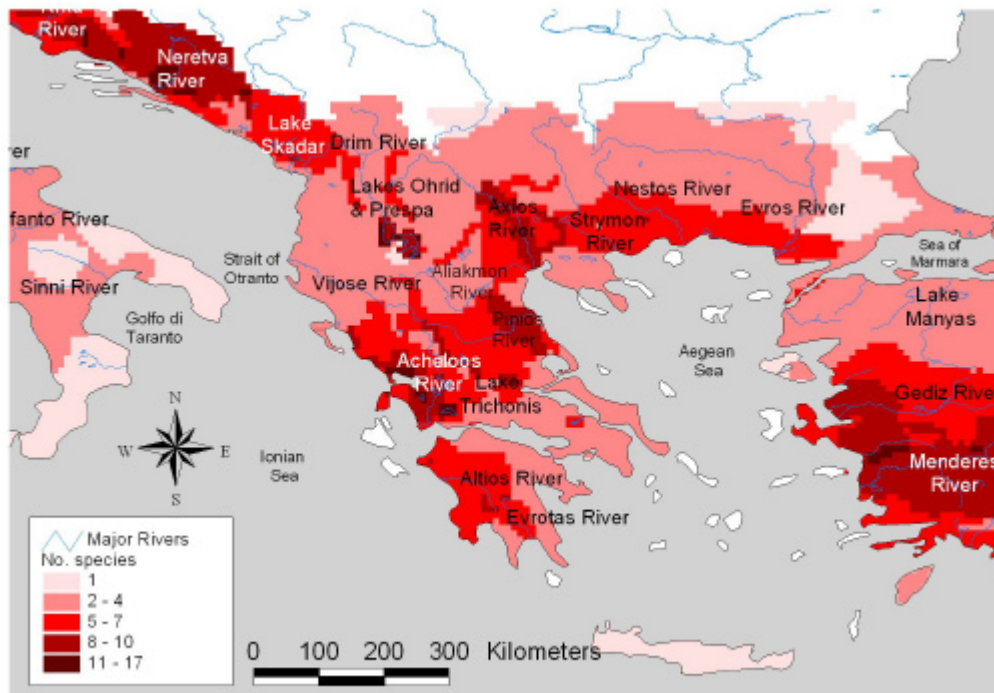 River
Neretva
River
Lake
Skadar
Drim River
Lakes Ohrid
& Prespa
Axios
River
Nestos River
Strymon
River
Evros River
Sea of
Marmara
Lake
Manyas
fanto River
Sinni River
Golfo di
Taranto
Strait of
Otranto
Vijose River
Aliakmon
River
Pinios
River
Aegean
Sea
Acheloos
River
Lake
Trichonis
Gediz River
Menderes
River
Altios River
Evrotas River
Ionian
Sea
N
W E
S
Major Rivers
No. species
1
2 - 4
5 - 7
8 - 10
11 - 17
0 100 200 300 Kilometers